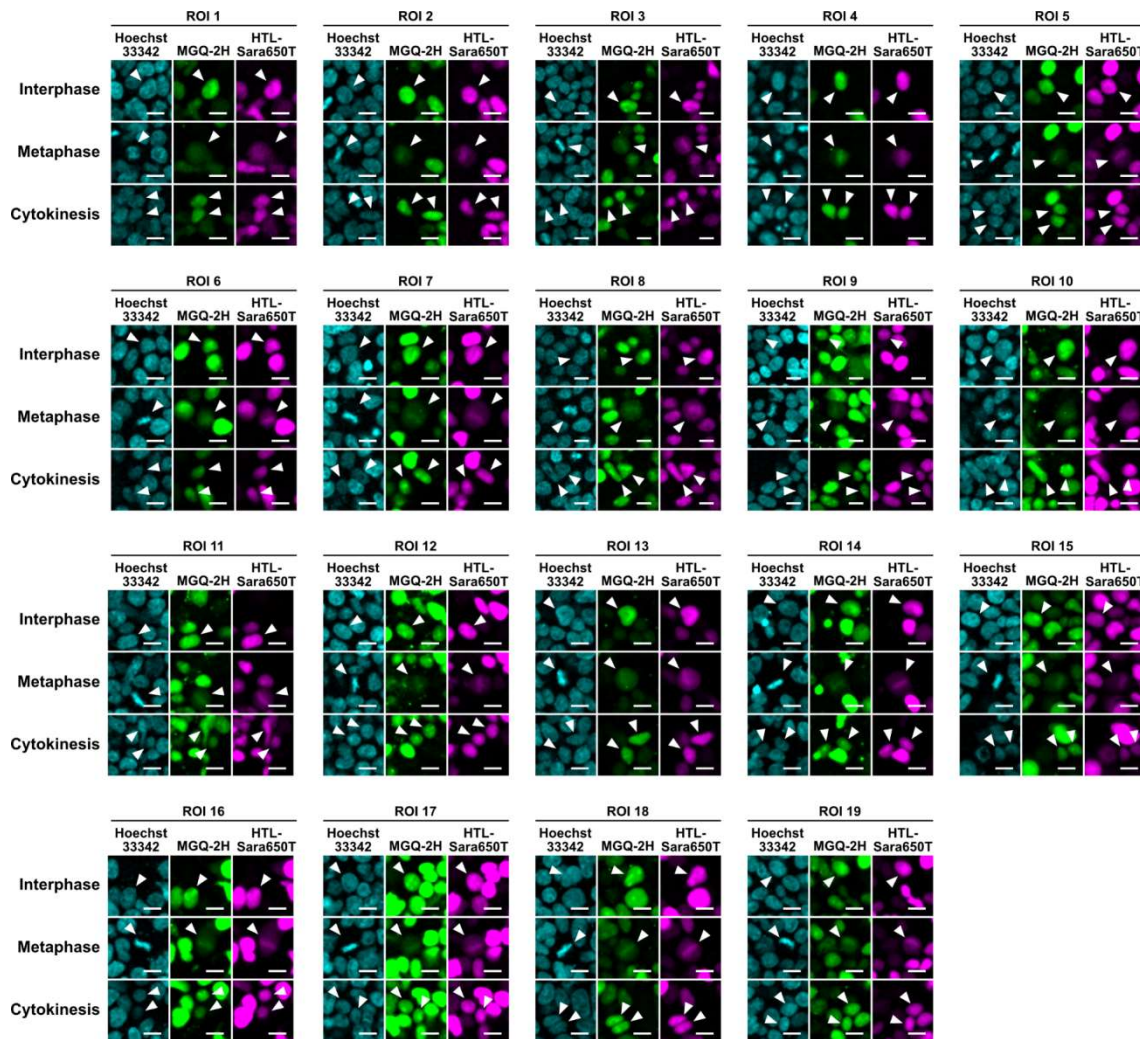 ROI 1 ROI 2 ROI 3 ROI 4 ROI 5
Hoechst 33342 MGQ-2H HTL-Sara650T Hoechst 33342 MGQ-2H HTL-Sara650T Hoechst 33342 MGQ-2H HTL-Sara650T Hoechst 33342 MGQ-2H HTL-Sara650T Hoechst 33342 MGQ-2H HTL-Sara650T
Interphase
Metaphase
Cytokinesis
ROI 6 ROI 7 ROI 8 ROI 9 ROI 10
Hoechst 33342 MGQ-2H HTL-Sara650T Hoechst 33342 MGQ-2H HTL-Sara650T Hoechst 33342 MGQ-2H HTL-Sara650T Hoechst 33342 MGQ-2H HTL-Sara650T Hoechst 33342 MGQ-2H HTL-Sara650T
Interphase
Metaphase
Cytokinesis
ROI 11 ROI 12 ROI 13 ROI 14 ROI 15
Hoechst 33342 MGQ-2H HTL-Sara650T Hoechst 33342 MGQ-2H HTL-Sara650T Hoechst 33342 MGQ-2H HTL-Sara650T Hoechst 33342 MGQ-2H HTL-Sara650T Hoechst 33342 MGQ-2H HTL-Sara650T
Interphase
Metaphase
Cytokinesis
ROI 16 ROI 17 ROI 18 ROI 19
Hoechst 33342 MGQ-2H HTL-Sara650T Hoechst 33342 MGQ-2H HTL-Sara650T Hoechst 33342 MGQ-2H HTL-Sara650T Hoechst 33342 MGQ-2H HTL-Sara650T
Interphase
Metaphase
Cytokinesis